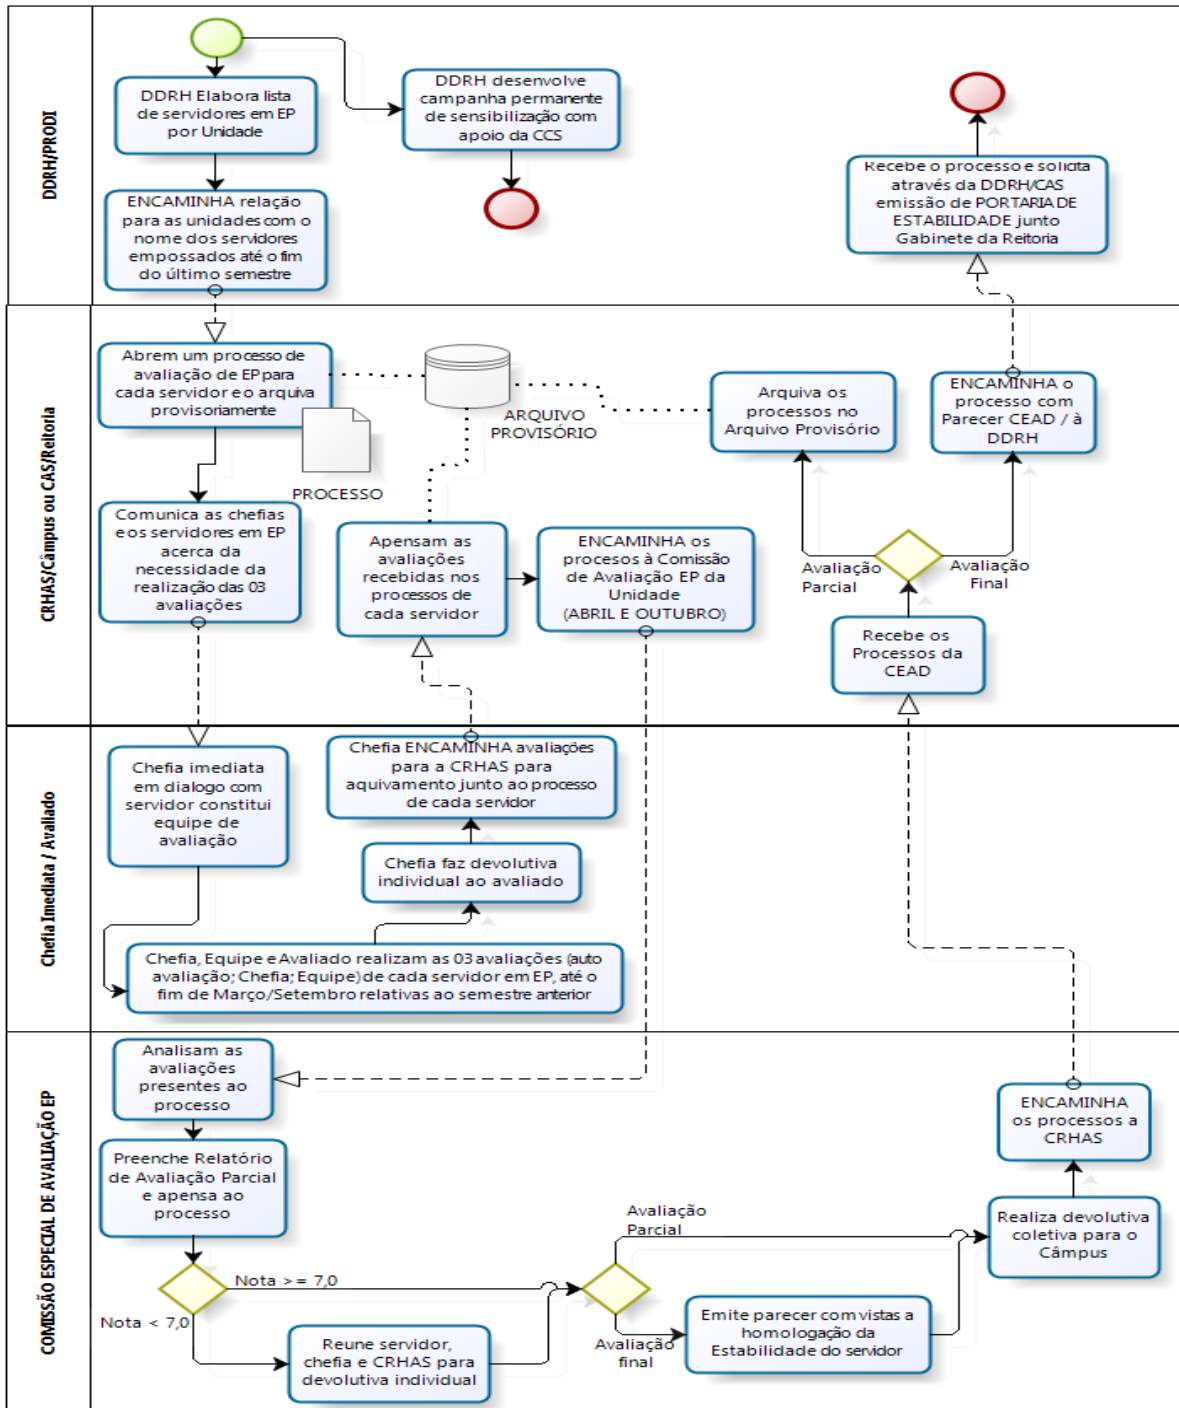 DDRH/PRODI
DDRH Elabora lista
de servidores em EP
por Unidade
DDRH desenvolve
campanha permanente
de sensibilização com
apoio da CCS
ENCAMINHA relação
para as unidades com o
nome dos servidores
empossados até o fim
do último semestre
Recebe o processo e solicita
através da DDRH/CAS
emissão de PORTARIA DE
ESTABILIDADE junto
Gabinete da Reitoria
CRHAS/Câmpus ou CAS/Reitoria
Abrem um processo de
avaliação de EP para
cada servidor e o arquiva
provisoriamente
PROCESSO
ARQUIVO
PROVISÓRIO
Arquiva os
processos no
Arquivo Provisório
ENCAMINHA o
processo com
Parecer CEAD / à
DDRH
Comunica as chefias
e os servidores em EP
acerca da
necessidade da
realização das 03
avaliações
Apensam as
avaliações
recebidas nos
processos de
cada servidor
ENCAMINHA os
procesos à Comissão
de Avaliação EP da
Unidade
(ABRIL E OUTUBRO)
Avaliação
Parcial
Avaliação
Final
Recebe os
Processos da
CEAD
Chefia Imediata / Avaliado
Chefia imediata
em dialogo com
servidor constitui
equipe de
avaliação
Chefia ENCAMINHA avaliações
para a CRHAS para
aquivamento junto ao processo
de cada servidor
Chefia faz devolutiva
individual ao avaliado
Chefia, Equipe e Avaliado realizam as 03 avaliações (auto
avaliação; Chefia; Equipe) de cada servidor em EP, até o
fim de Março/Setembro relativas ao semestre anterior
COMISSÃO ESPECIAL DE AVALIAÇÃO EP
Analisam as
avaliações
presentes ao
processo
Preenche Relatório
de Avaliação Parcial
e apensa ao
processo
Nota >= 7,0
Nota < 7,0
Reune servidor,
chefia e CRHAS para
devolutiva individual
Avaliação
Parcial
Avaliação
final
Emite parecer com vistas a
homologação da
Estabilidade do servidor
Realiza devolutiva
coletiva para o
Câmpus
ENCAMINHA
os processos a
CRHAS